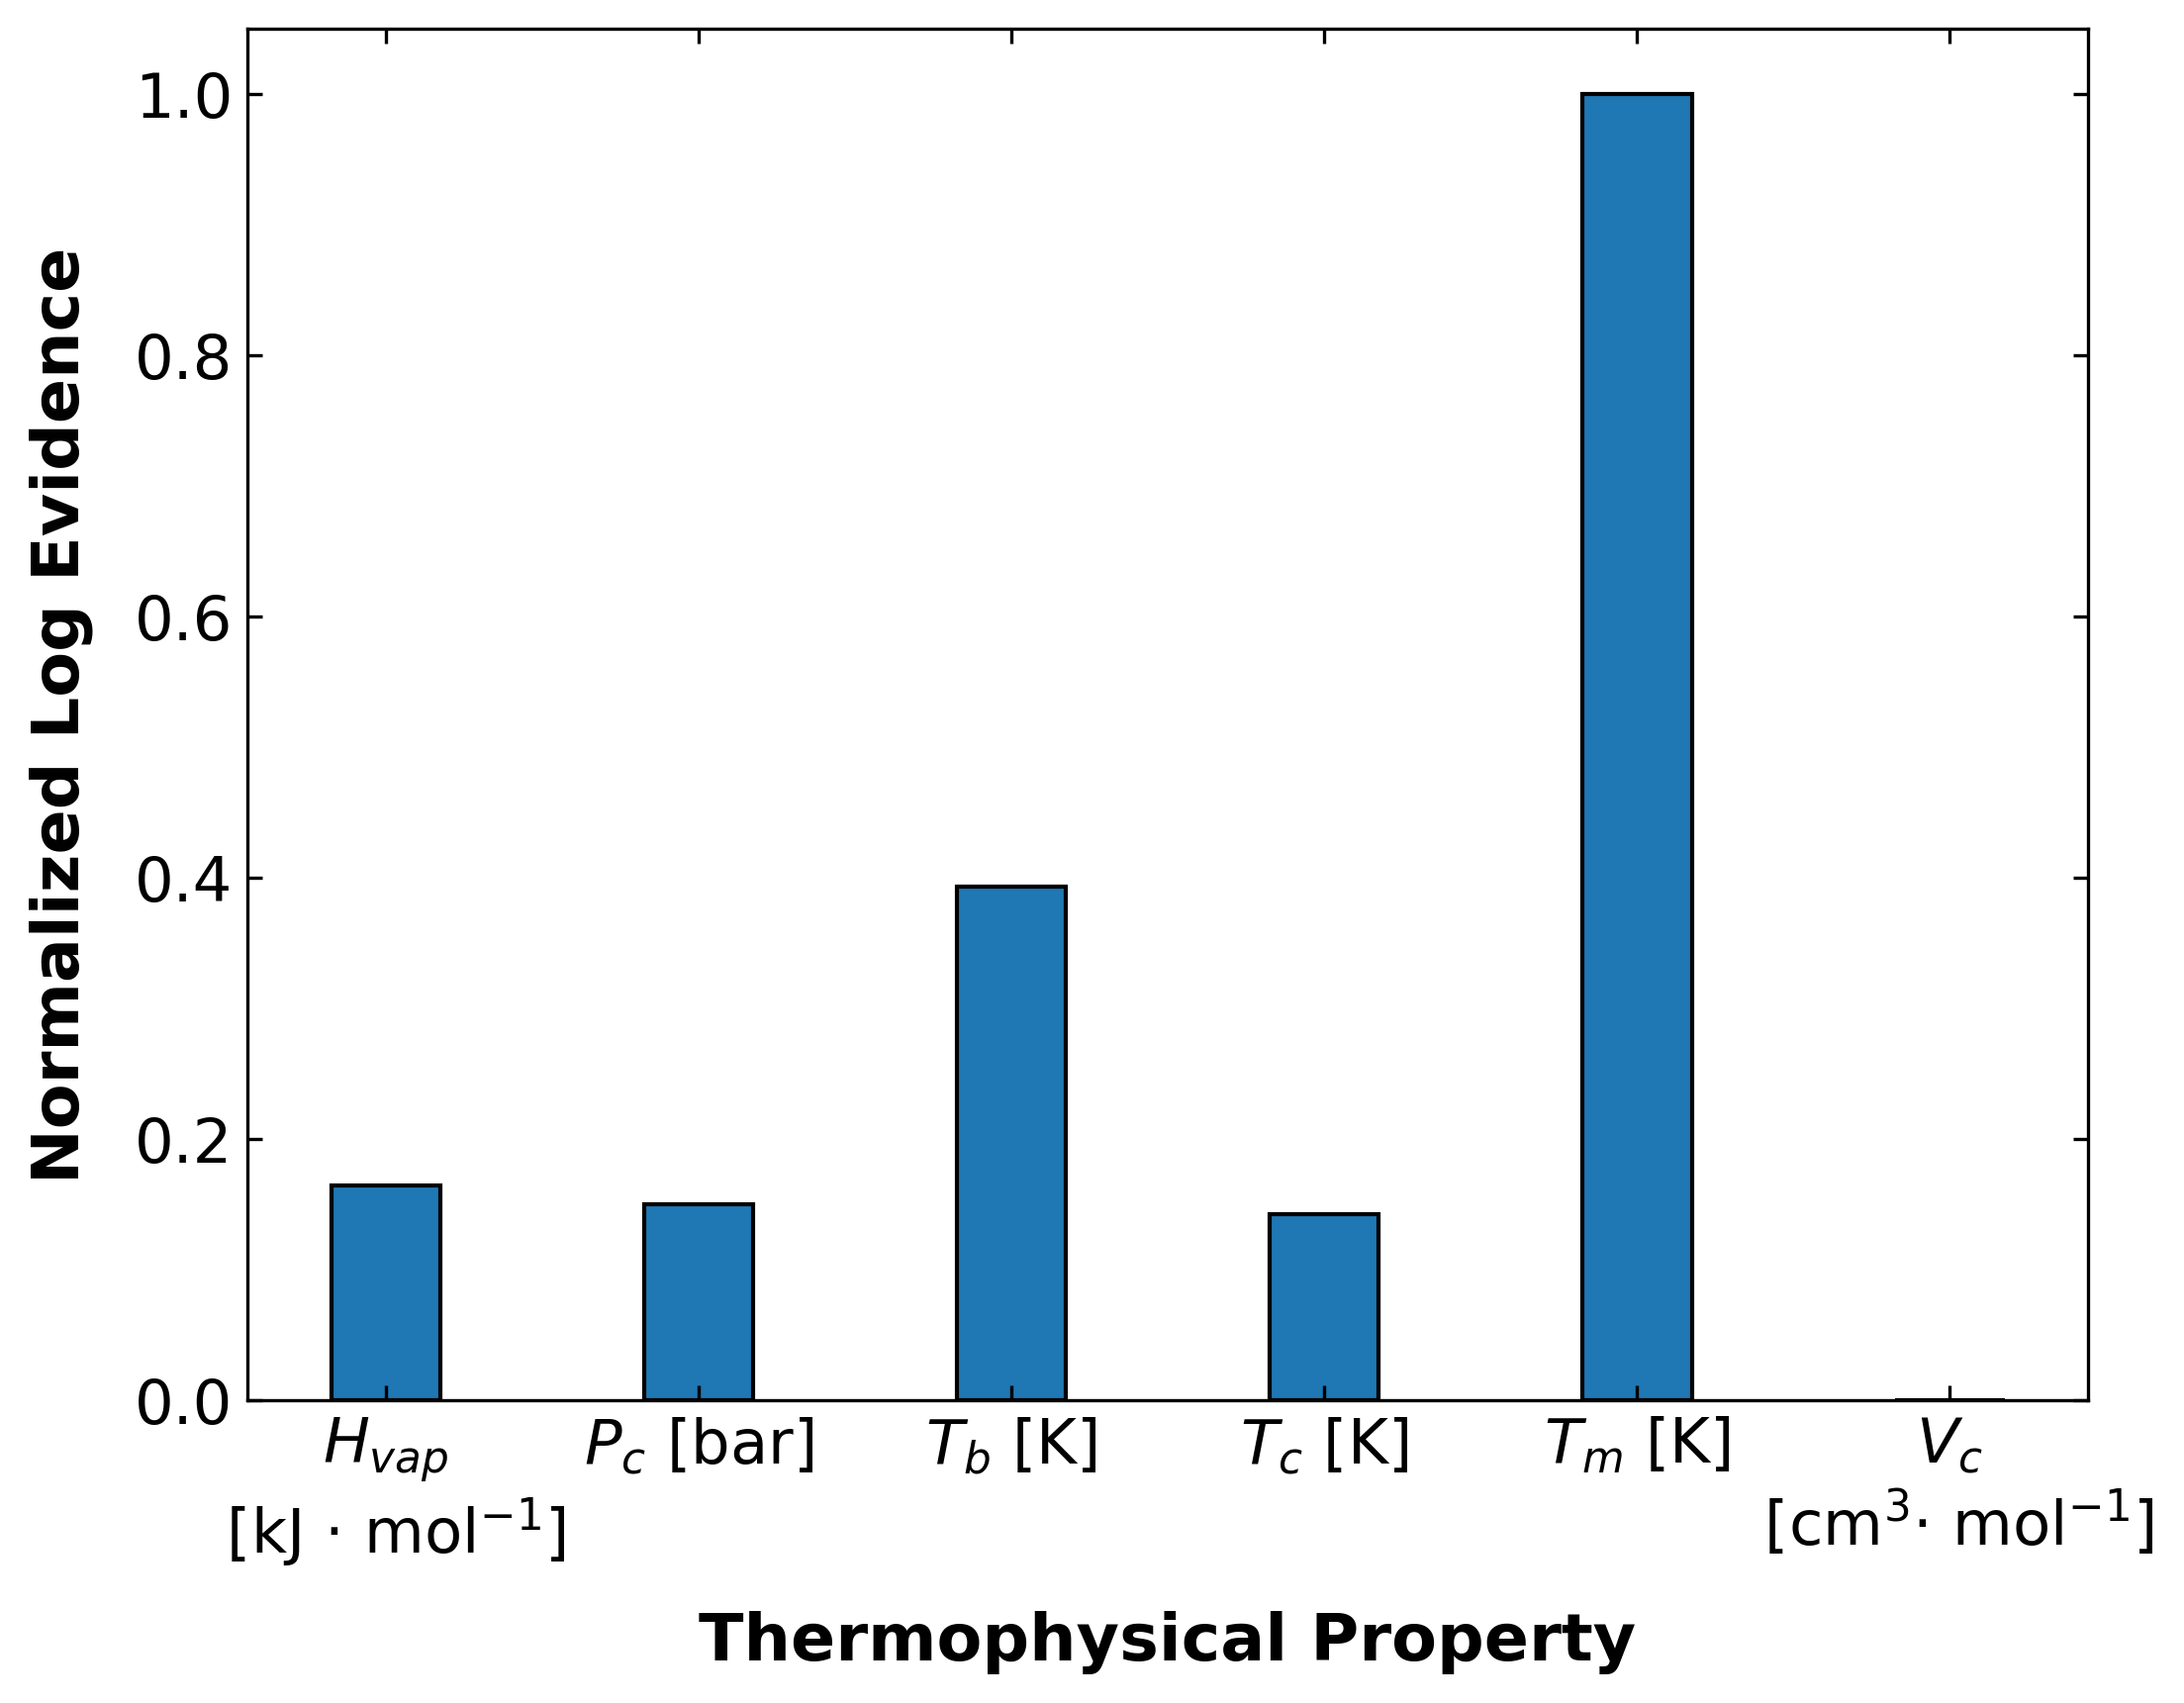 Normalized Log Evidence
1.0
0.8
0.6
0.4
0.2
0.0
H_vap P_c [bar] T_b [K] T_c [K] T_m [K] V_c
[kJ · mol⁻¹] [cm³· mol⁻¹]
Thermophysical Property